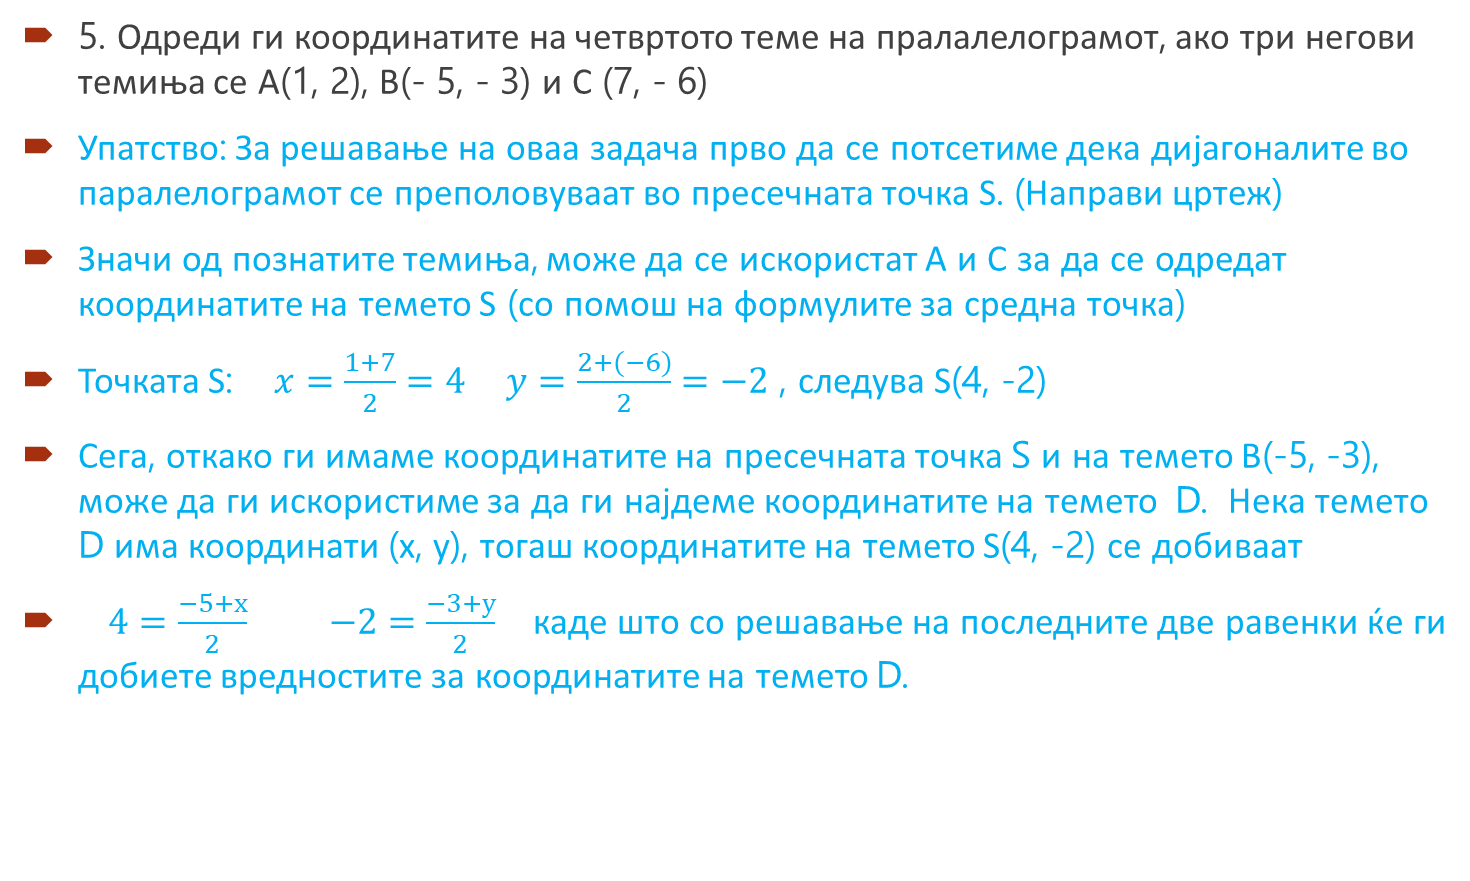 5. Одреди ги координатите на четвртото теме на пралалелограмот, ако три негови
темиња се A(1, 2), B(- 5, - 3) и C (7, - 6)
Упатство: За решавање на оваа задача прво да се потсетиме дека дијагоналите во
паралелограмот се преполовуваат во пресечната точка S. (Направи цртеж)
Значи од познатите темиња, може да се искористат A и C за да се одредат
координатите на темето S (со помош на формулите за средна точка)
Точката S: x = \frac{1+7}{2} = 4 y = \frac{2+(−6)}{2} = −2 , следува S(4, -2)
Сега, откако ги имаме координатите на пресечната точка S и на темето B(-5, -3),
може да ги искористиме за да ги најдеме координатите на темето D. Нека темето
D има координати (x, y), тогаш координатите на темето S(4, -2) се добиваат
4 = \frac{−5+x}{2} −2 = \frac{−3+y}{2} каде што со решавање на последните две равенки ќе ги
добиете вредностите за координатите на темето D.